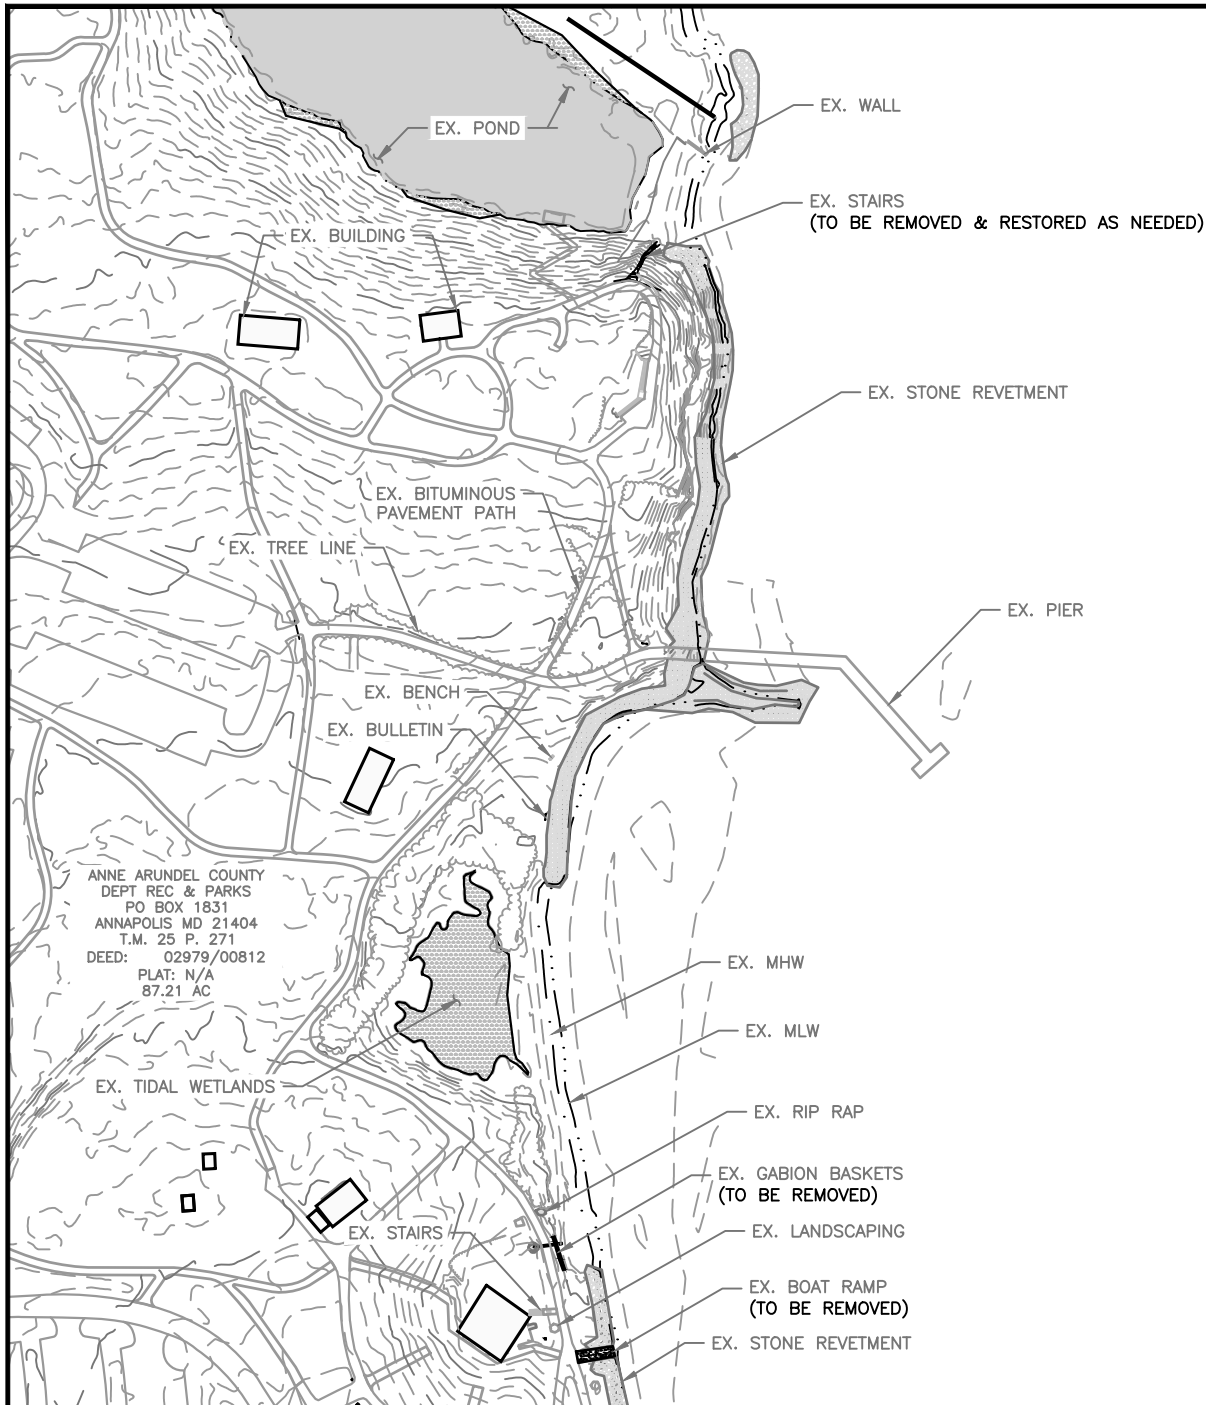 EX. WALL
EX. POND
EX. STAIRS
(TO BE REMOVED & RESTORED AS NEEDED)
EX. BUILDING
EX. STONE REVETMENT
EX. BITUMINOUS
PAVEMENT PATH
EX. TREE LINE
EX. PIER
EX. BENCH
EX. BULLETIN
ANNE ARUNDEL COUNTY
DEPT REC & PARKS
PO BOX 1831
ANNAPOLIS MD 21404
T.M. 25 P. 271
DEED: 02979/00812
PLAT: N/A
87.21 AC
EX. MHW
EX. MLW
EX. TIDAL WETLANDS
EX. RIP RAP
EX. GABION BASKETS
(TO BE REMOVED)
EX. STAIRS
EX. LANDSCAPING
EX. BOAT RAMP
(TO BE REMOVED)
EX. STONE REVETMENT